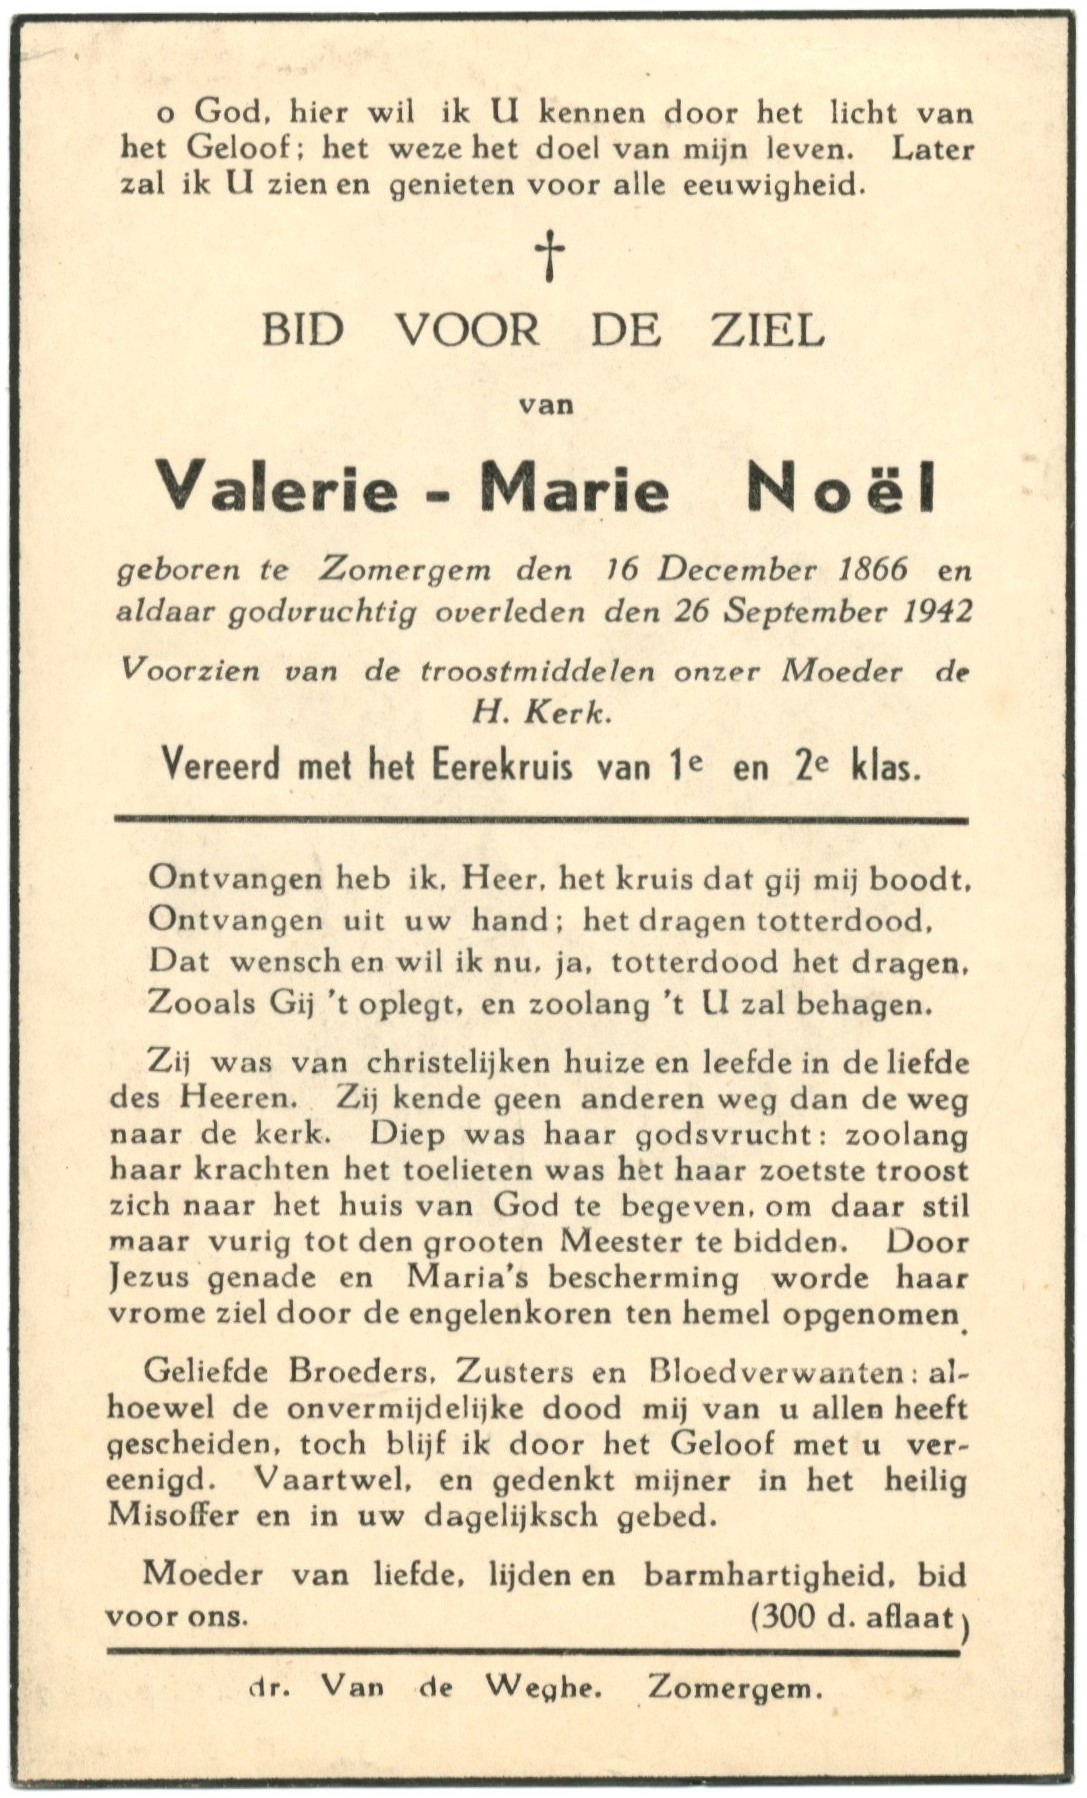 o God, hier wil ik U kennen door het licht van
het Geloof; het weze het doel van mijn leven. Later
zal ik U zien en genieten voor alle eeuwigheid.
†
BID VOOR DE ZIEL
van
Valerie - Marie Noël
geboren te Zomergem den 16 December 1866 en
aldaar godvruchtig overleden den 26 September 1942
Voorzien van de troostmiddelen onzer Moeder de
H. Kerk.
Vereerd met het Eerekruis van 1e en 2e klas.
Ontvangen heb ik, Heer, het kruis dat gij mij boodt,
Ontvangen uit uw hand; het dragen totterdood,
Dat wensch en wil ik nu, ja, totterdood het dragen,
Zooals Gij 't oplegt, en zoolang 't U zal behagen.
Zij was van christelijken huize en leefde in de liefde
des Heeren. Zij kende geen anderen weg dan de weg
naar de kerk. Diep was haar godsvrucht: zoolang
haar krachten het toelieten was het haar zoetste troost
zich naar het huis van God te begeven, om daar stil
maar vurig tot den grooten Meester te bidden. Door
Jezus genade en Maria's bescherming worde haar
vrome ziel door de engelenkoren ten hemel opgenomen.
Geliefde Broeders, Zusters en Bloedverwanten: al-
hoewel de onvermijdelijke dood mij van u allen heeft
gescheiden, toch blijf ik door het Geloof met u ver-
eenigd. Vaartwel, en gedenkt mijner in het heilig
Misoffer en in uw dagelijksch gebed.
Moeder van liefde, lijden en barmhartigheid, bid
voor ons. (300 d. aflaat)
dr. Van de Weghe. Zomergem.